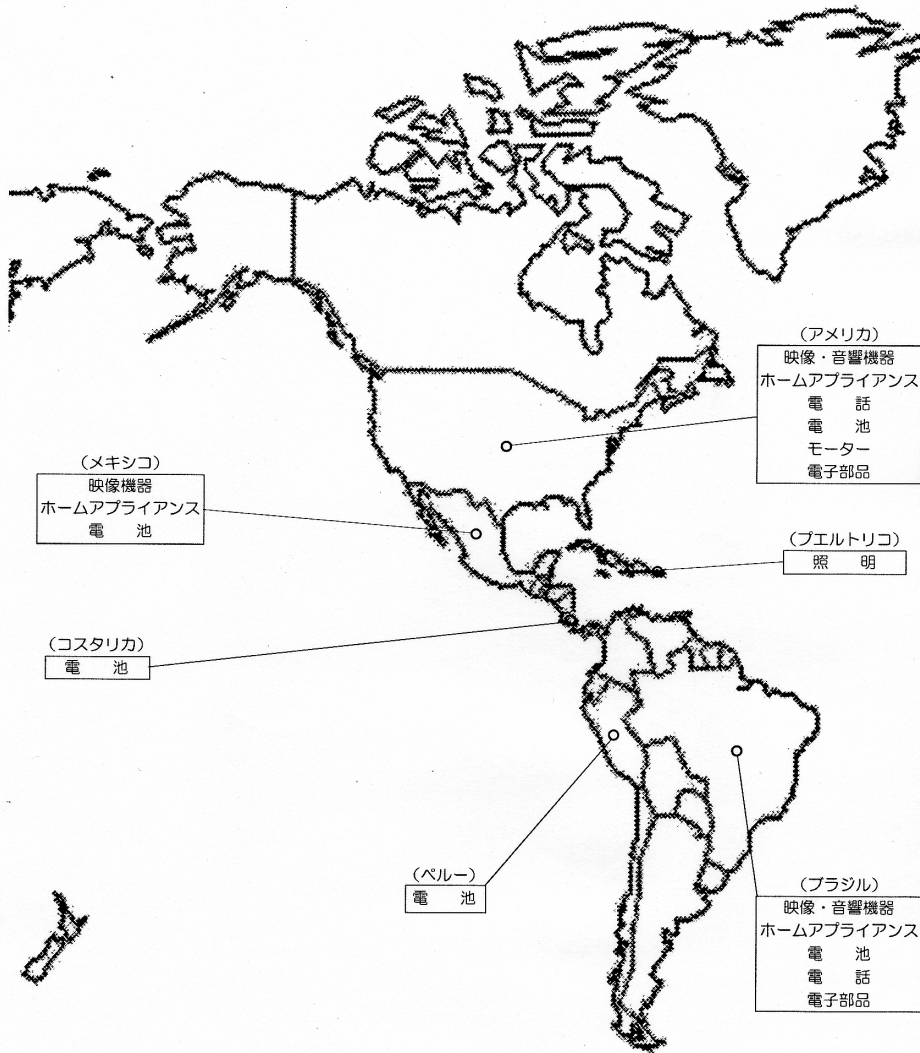 （アメリカ）
映像・音響機器
ホームアプライアンス
電　話
電　池
モーター
電子部品
（メキシコ）
映像機器
ホームアプライアンス
電　池
（プエルトリコ）
照　明
（コスタリカ）
電　池
（ペルー）
電　池
（ブラジル）
映像・音響機器
ホームアプライアンス
電　池
電　話
電子部品